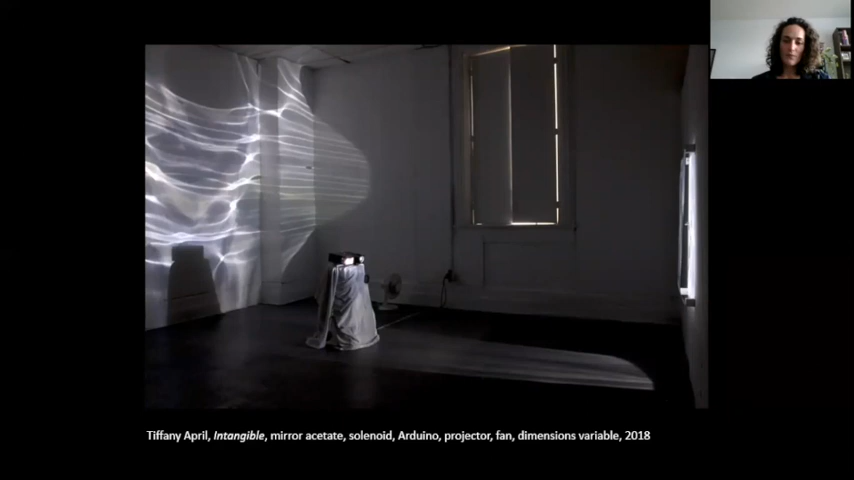 Tiffany April, Intangible, mirror acetate, solenoid, Arduino, projector, fan, dimensions variable, 2018